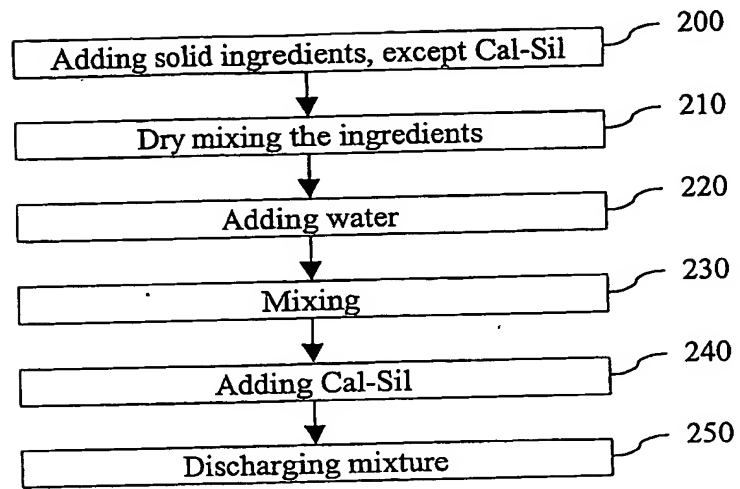 200
Adding solid ingredients, except Cal-Sil
210
Dry mixing the ingredients
220
Adding water
230
Mixing
240
Adding Cal-Sil
250
Discharging mixture